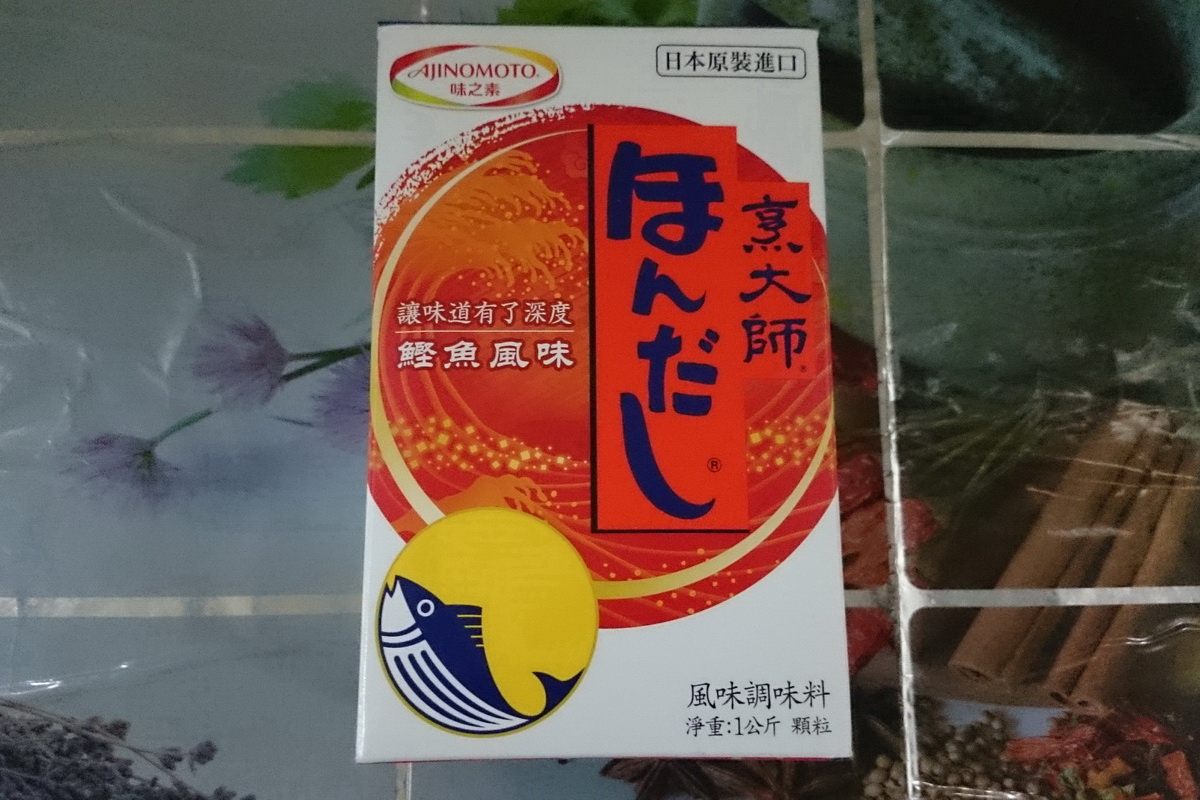 AJINOMOTO®
味之素
日本原裝進口
ほんだし®
烹大師®
讓味道有了深度
鰹魚風味
風味調味料
淨重:1公斤 顆粒